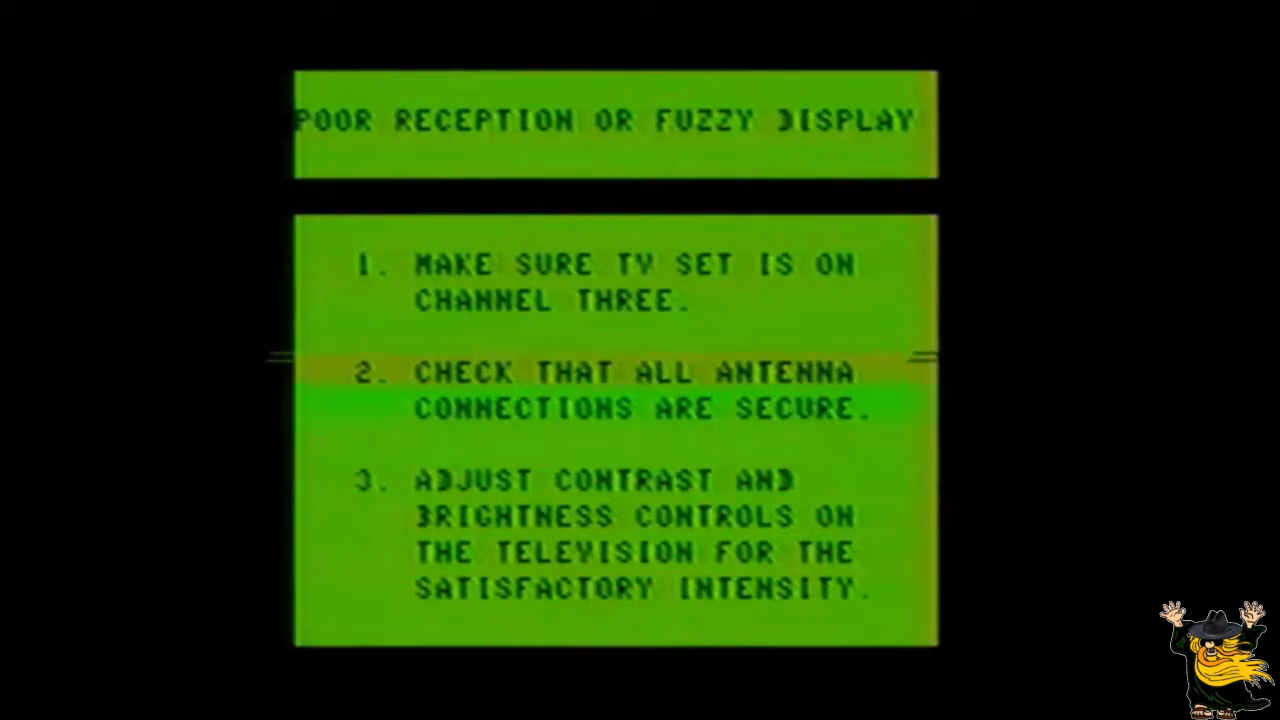 POOR RECEPTION OR FUZZY DISPLAY
1. MAKE SURE TV SET IS ON
CHANNEL THREE.
2. CHECK THAT ALL ANTENNA
CONNECTIONS ARE SECURE.
3. ADJUST CONTRAST AND
BRIGHTNESS CONTROLS ON
THE TELEVISION FOR THE
SATISFACTORY INTENSITY.